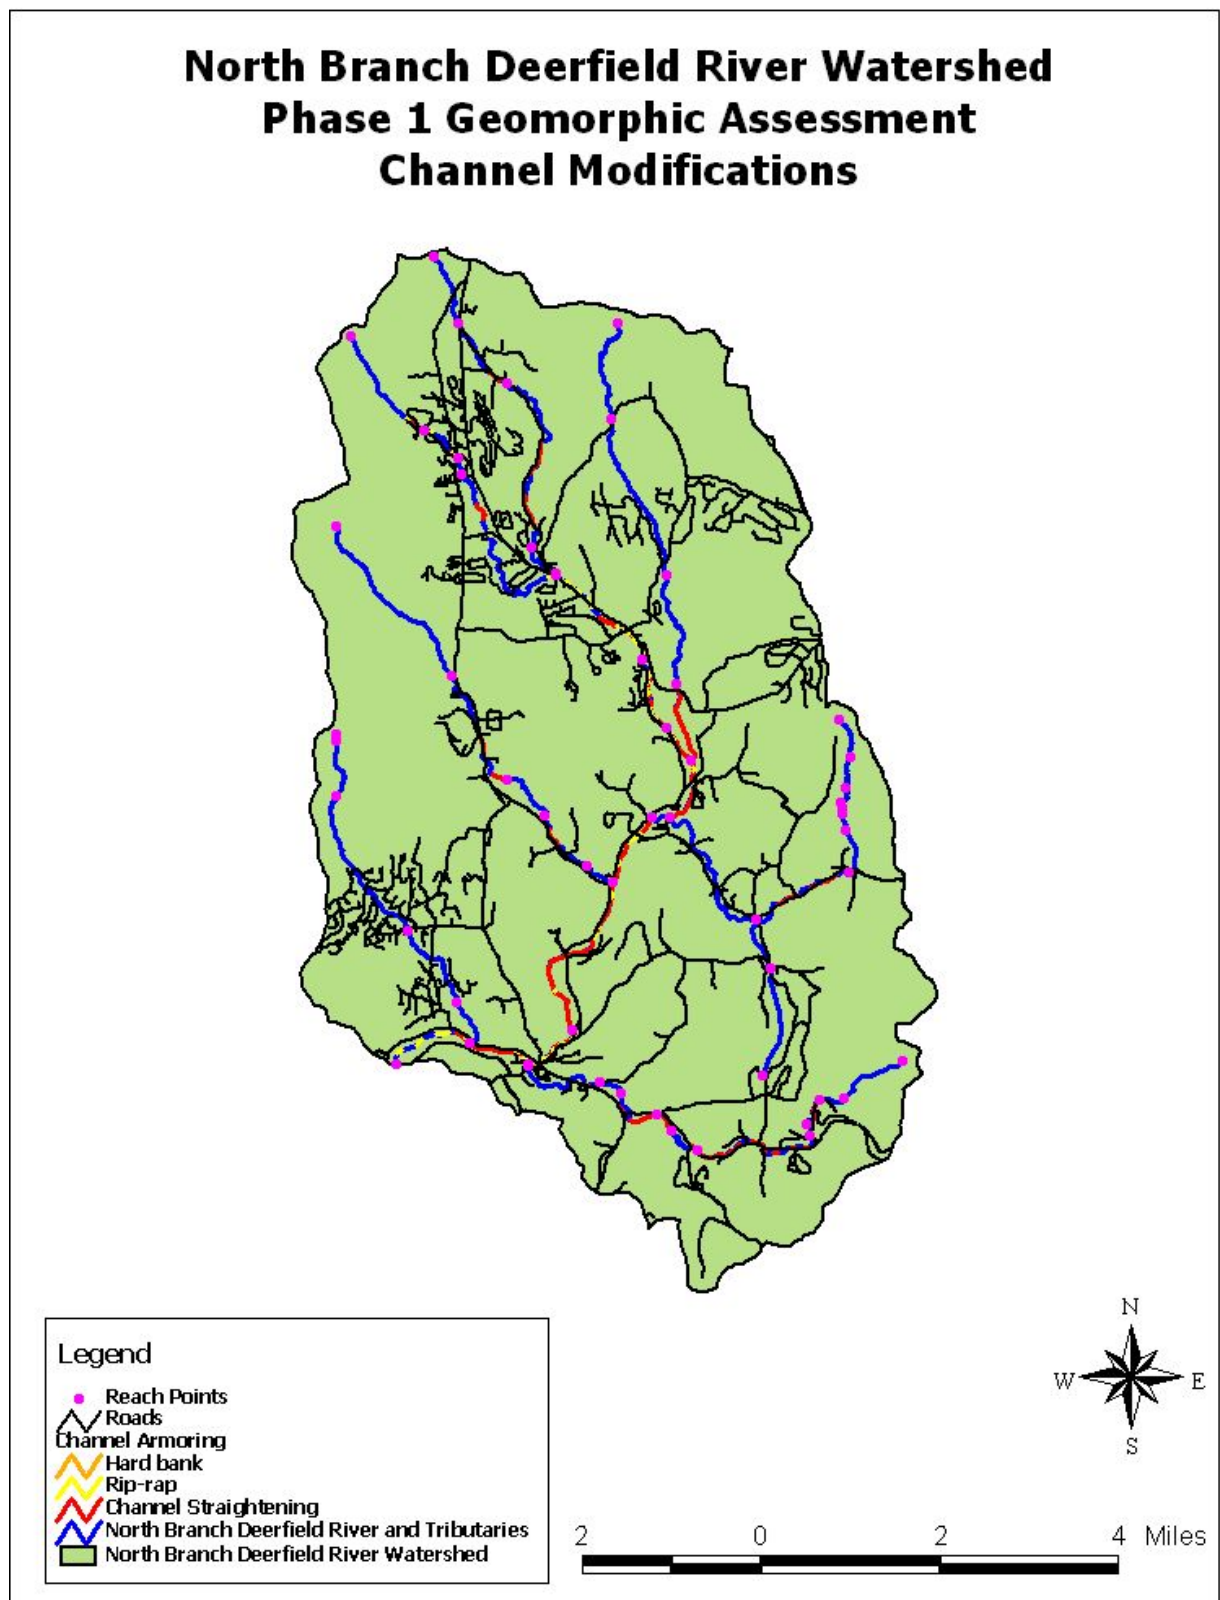 North Branch Deerfield River Watershed
Phase 1 Geomorphic Assessment
Channel Modifications
Legend
Reach Points
Roads
Channel Armoring
Hard bank
Rip-rap
Channel Straightening
North Branch Deerfield River and Tributaries
North Branch Deerfield River Watershed
N
W E
S
2 0 2 4 Miles